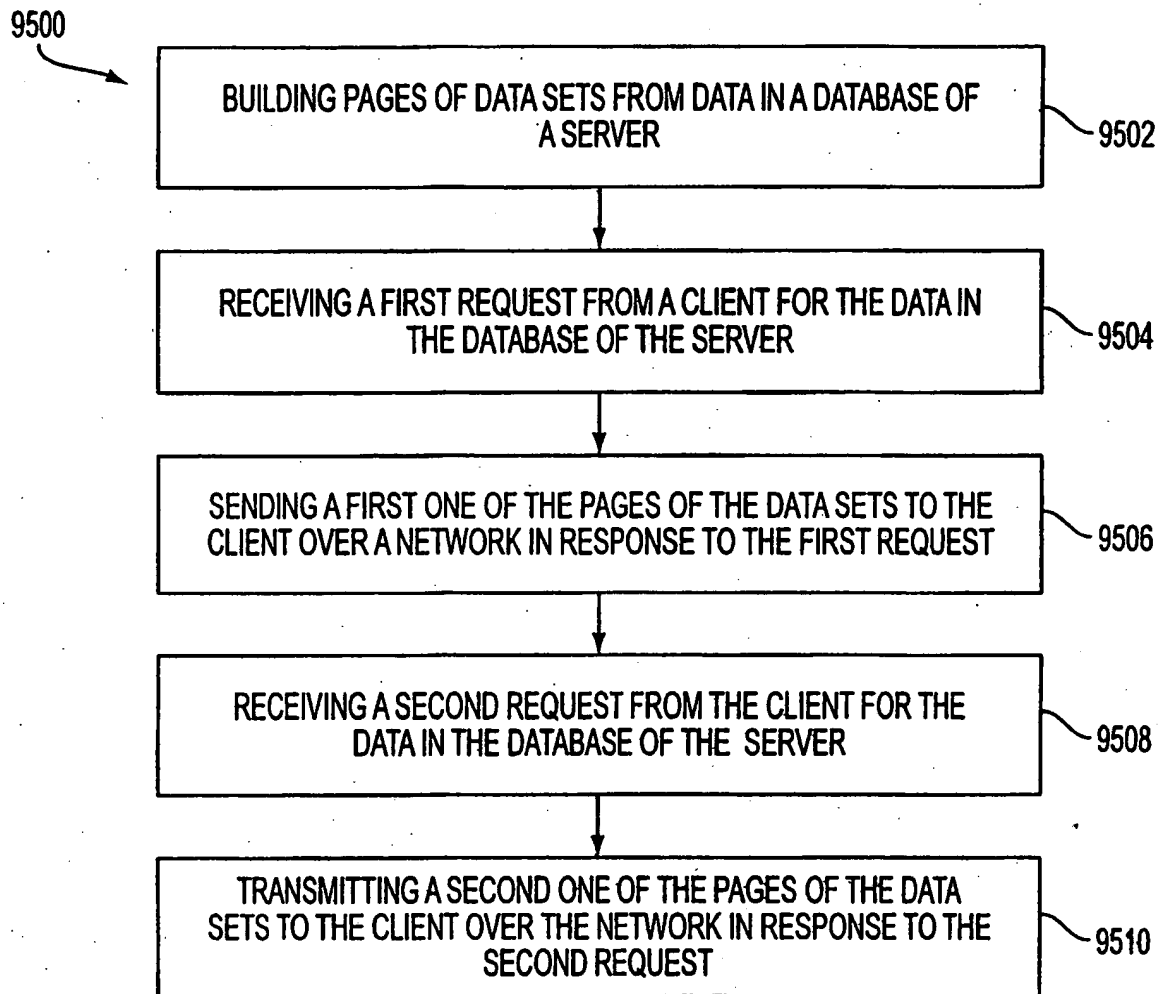 9500
BUILDING PAGES OF DATA SETS FROM DATA IN A DATABASE OF
A SERVER
9502
RECEIVING A FIRST REQUEST FROM A CLIENT FOR THE DATA IN
THE DATABASE OF THE SERVER
9504
SENDING A FIRST ONE OF THE PAGES OF THE DATA SETS TO THE
CLIENT OVER A NETWORK IN RESPONSE TO THE FIRST REQUEST
9506
RECEIVING A SECOND REQUEST FROM THE CLIENT FOR THE
DATA IN THE DATABASE OF THE SERVER
9508
TRANSMITTING A SECOND ONE OF THE PAGES OF THE DATA
SETS TO THE CLIENT OVER THE NETWORK IN RESPONSE TO THE
SECOND REQUEST
9510